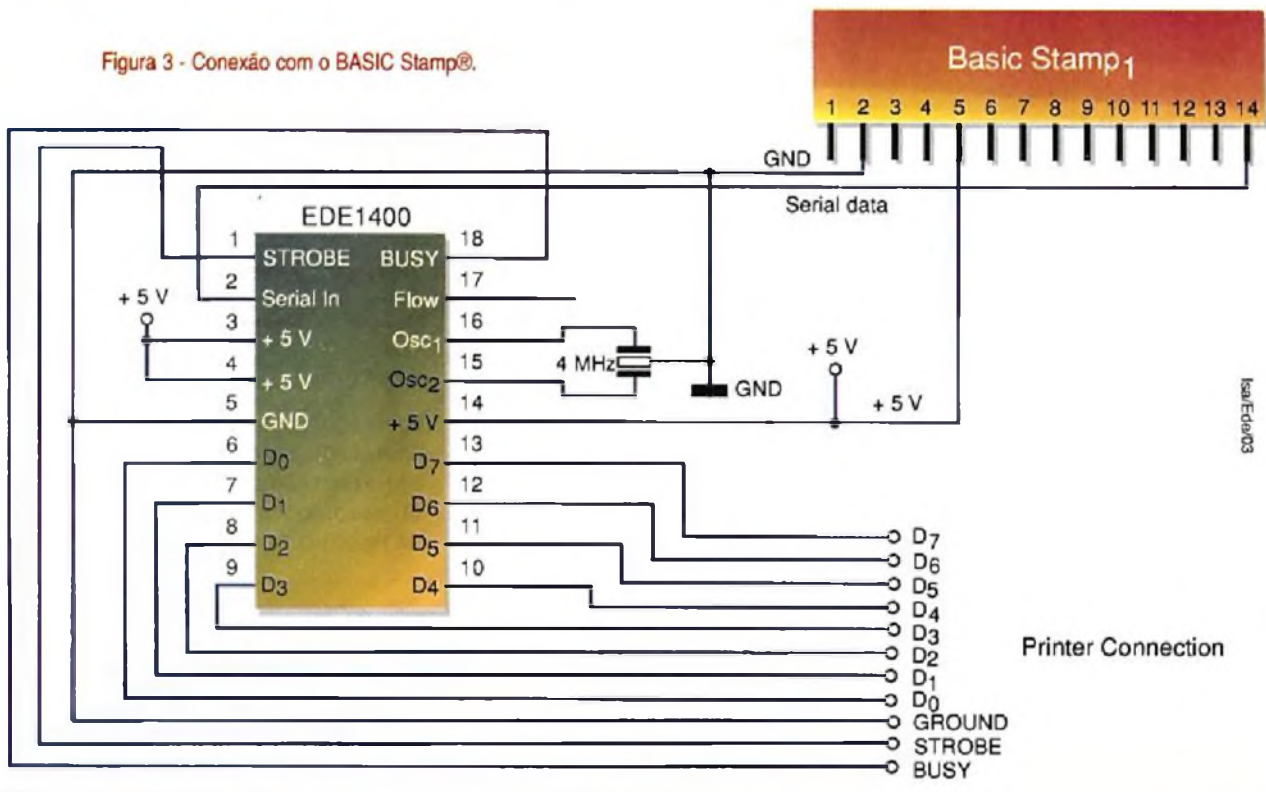 Figura 3 - Conexão com o BASIC Stamp®.
Basic Stamp1
1 2 3 4 5 6 7 8 9 10 11 12 13 14
GND
Serial data
EDE1400
1 STROBE BUSY 18
2 Serial In Flow 17
+ 5 V
3 + 5 V Osc1 16
4 + 5 V Osc2 15
4 MHz
GND
+ 5 V
+ 5 V
5 GND + 5 V 14
6 D0 D7 13
7 D1 D6 12
8 D2 D5 11
9 D3 D4 10
Isa/Ede/03
D7
D6
D5
D4
D3
D2
D1
D0
GROUND
STROBE
BUSY
Printer Connection